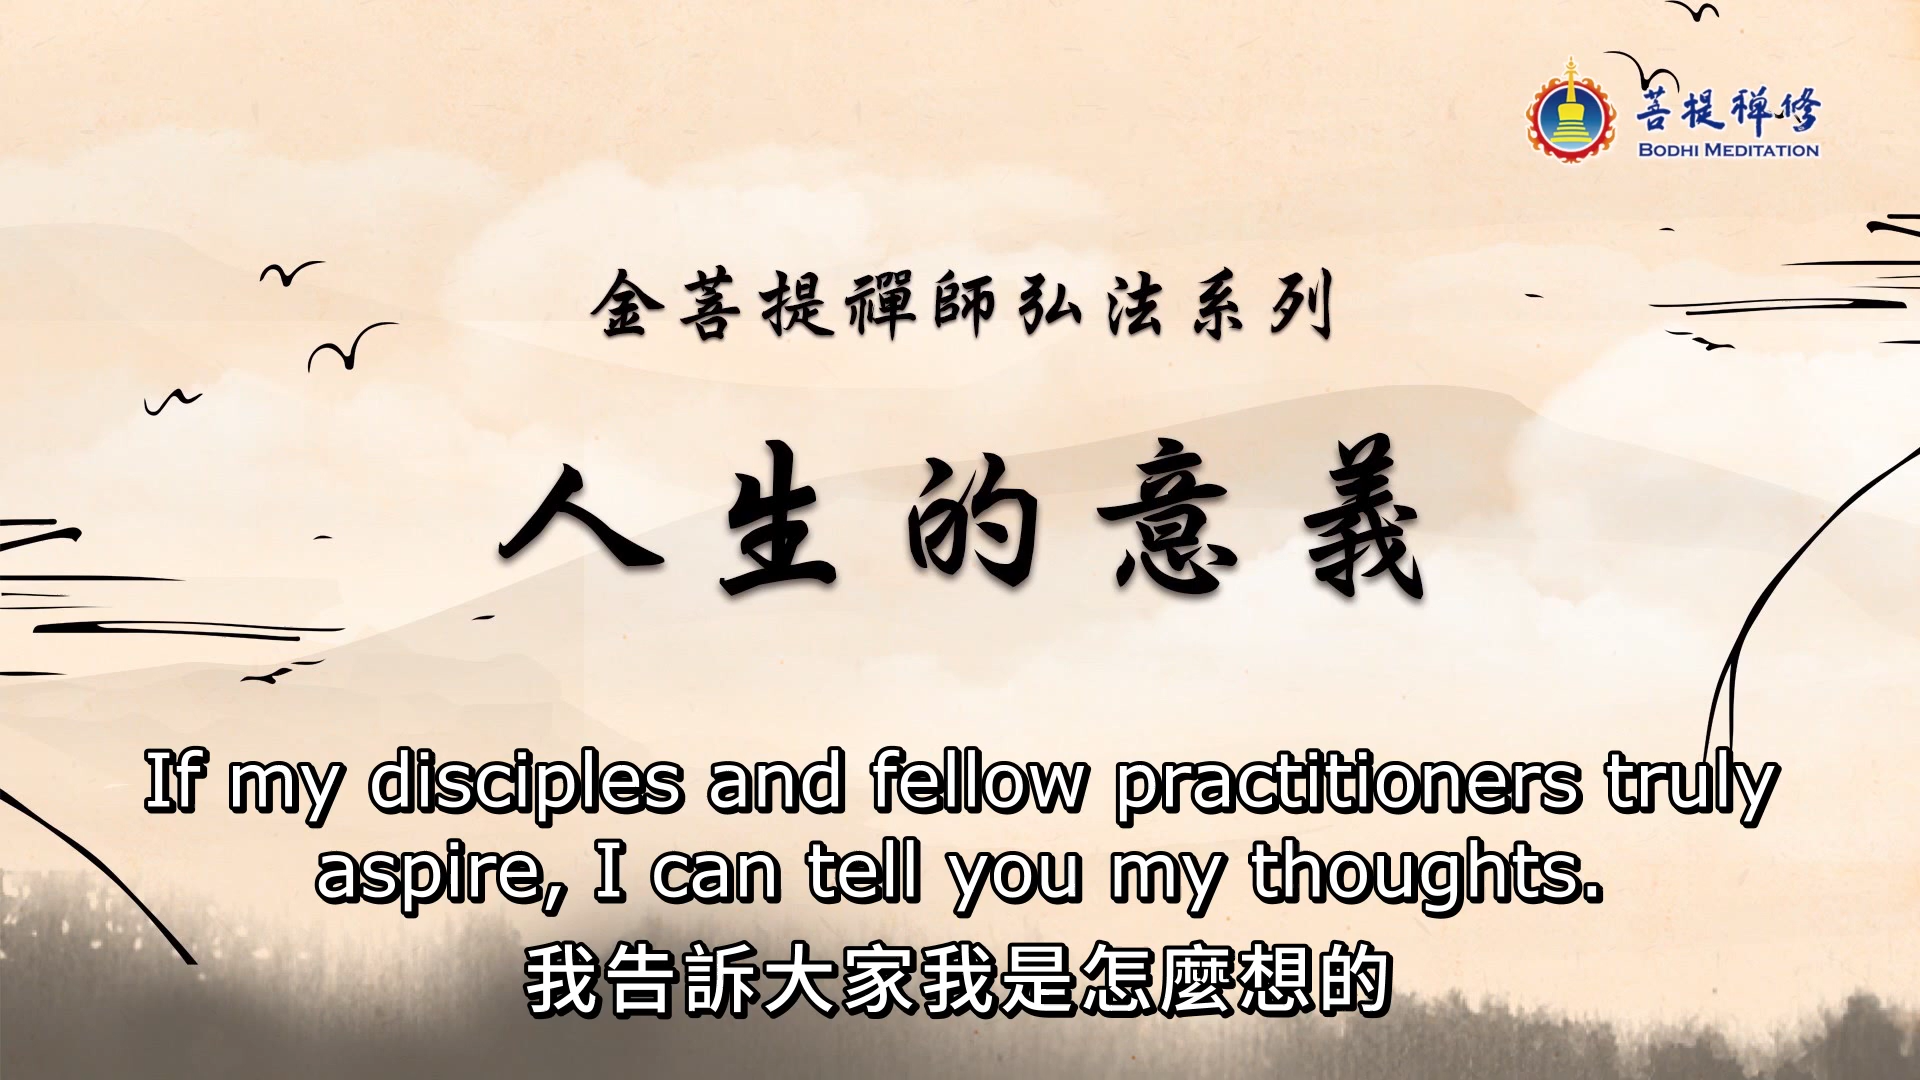 菩提禪修
BODHI MEDITATION
金菩提禪師弘法系列
人生的意義
If my disciples and fellow practitioners truly
aspire, I can tell you my thoughts.
我告訴大家我是怎麼想的